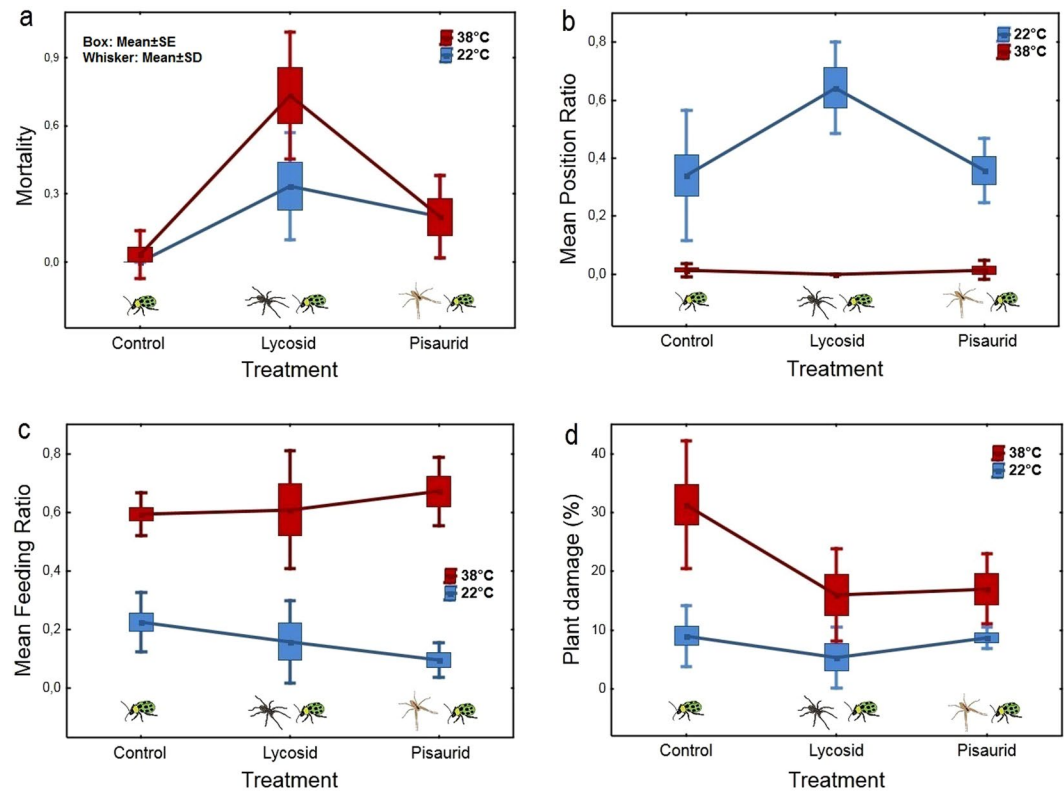 a
Box: Mean±SE
Whisker: Mean±SD
38°C
22°C
0,9
0,6
0,3
0,0
Mortality
Control Lycosid Pisaurid
Treatment
b
22°C
38°C
0,8
0,6
0,4
0,2
0,0
Mean Position Ratio
Control Lycosid Pisaurid
Treatment
c
0,8
0,6
0,4
0,2
0,0
Mean Feeding Ratio
38°C
22°C
Control Lycosid Pisaurid
Treatment
d
38°C
22°C
40
30
20
10
0
Plant damage (%)
Control Lycosid Pisaurid
Treatment